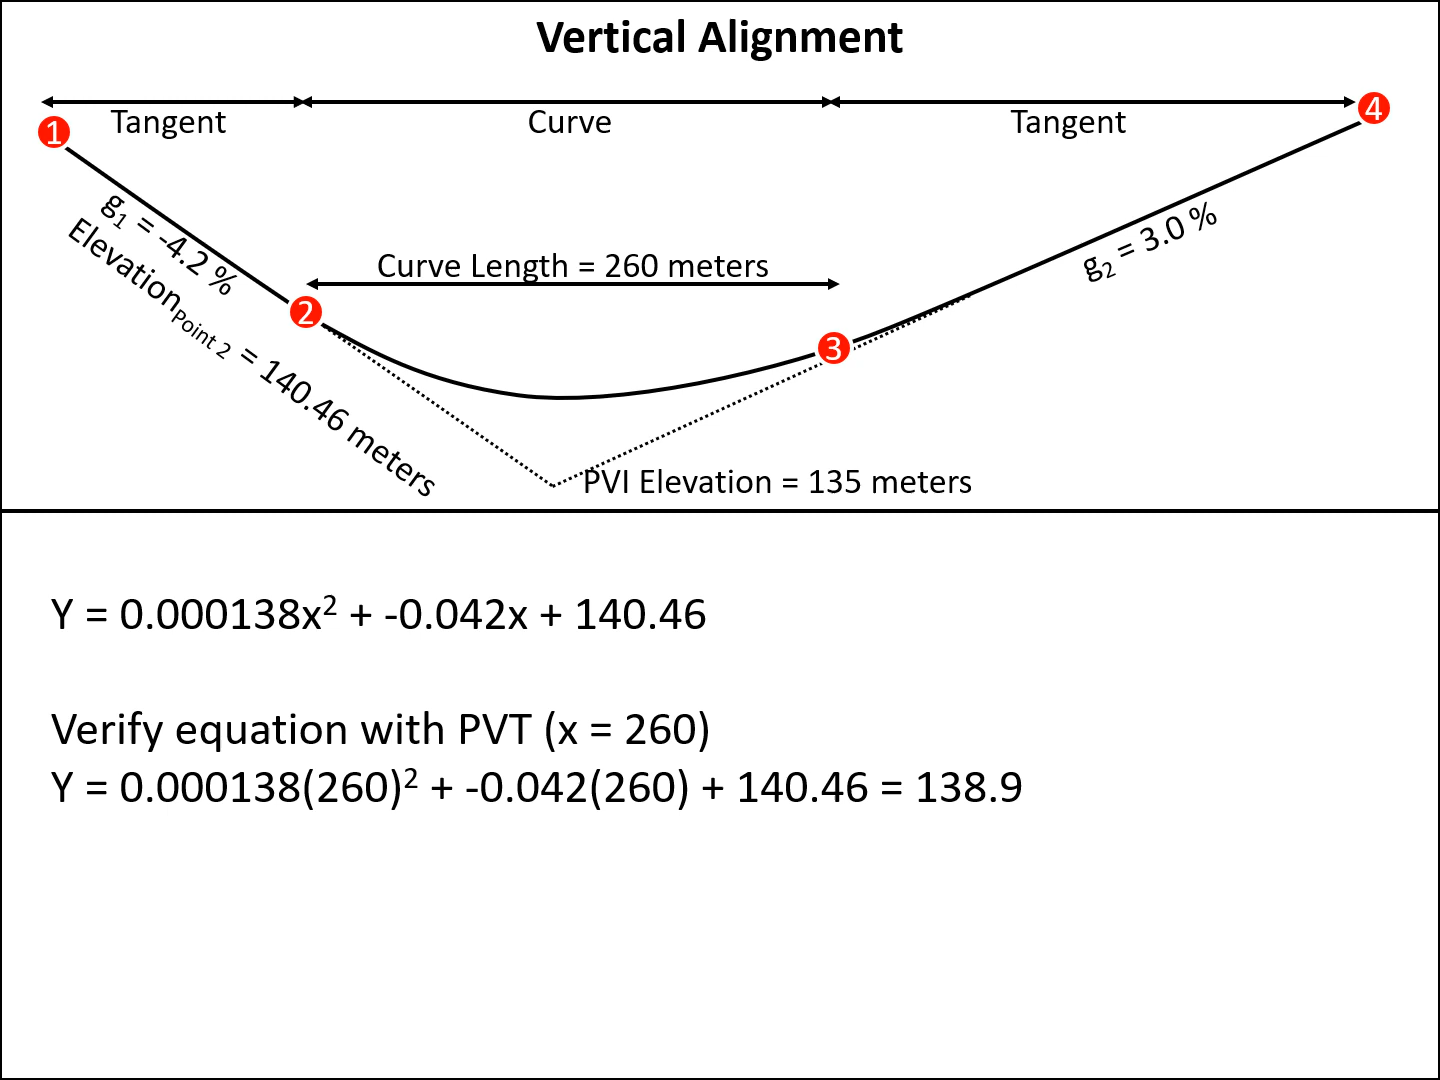 Vertical Alignment
Tangent
Curve
Tangent
1
4
g₁ = -4.2 %
Elevation_Point 2 = 140.46 meters
g₂ = 3.0 %
Curve Length = 260 meters
2
3
PVI Elevation = 135 meters
Y = 0.000138x² + -0.042x + 140.46
Verify equation with PVT (x = 260)
Y = 0.000138(260)² + -0.042(260) + 140.46 = 138.9